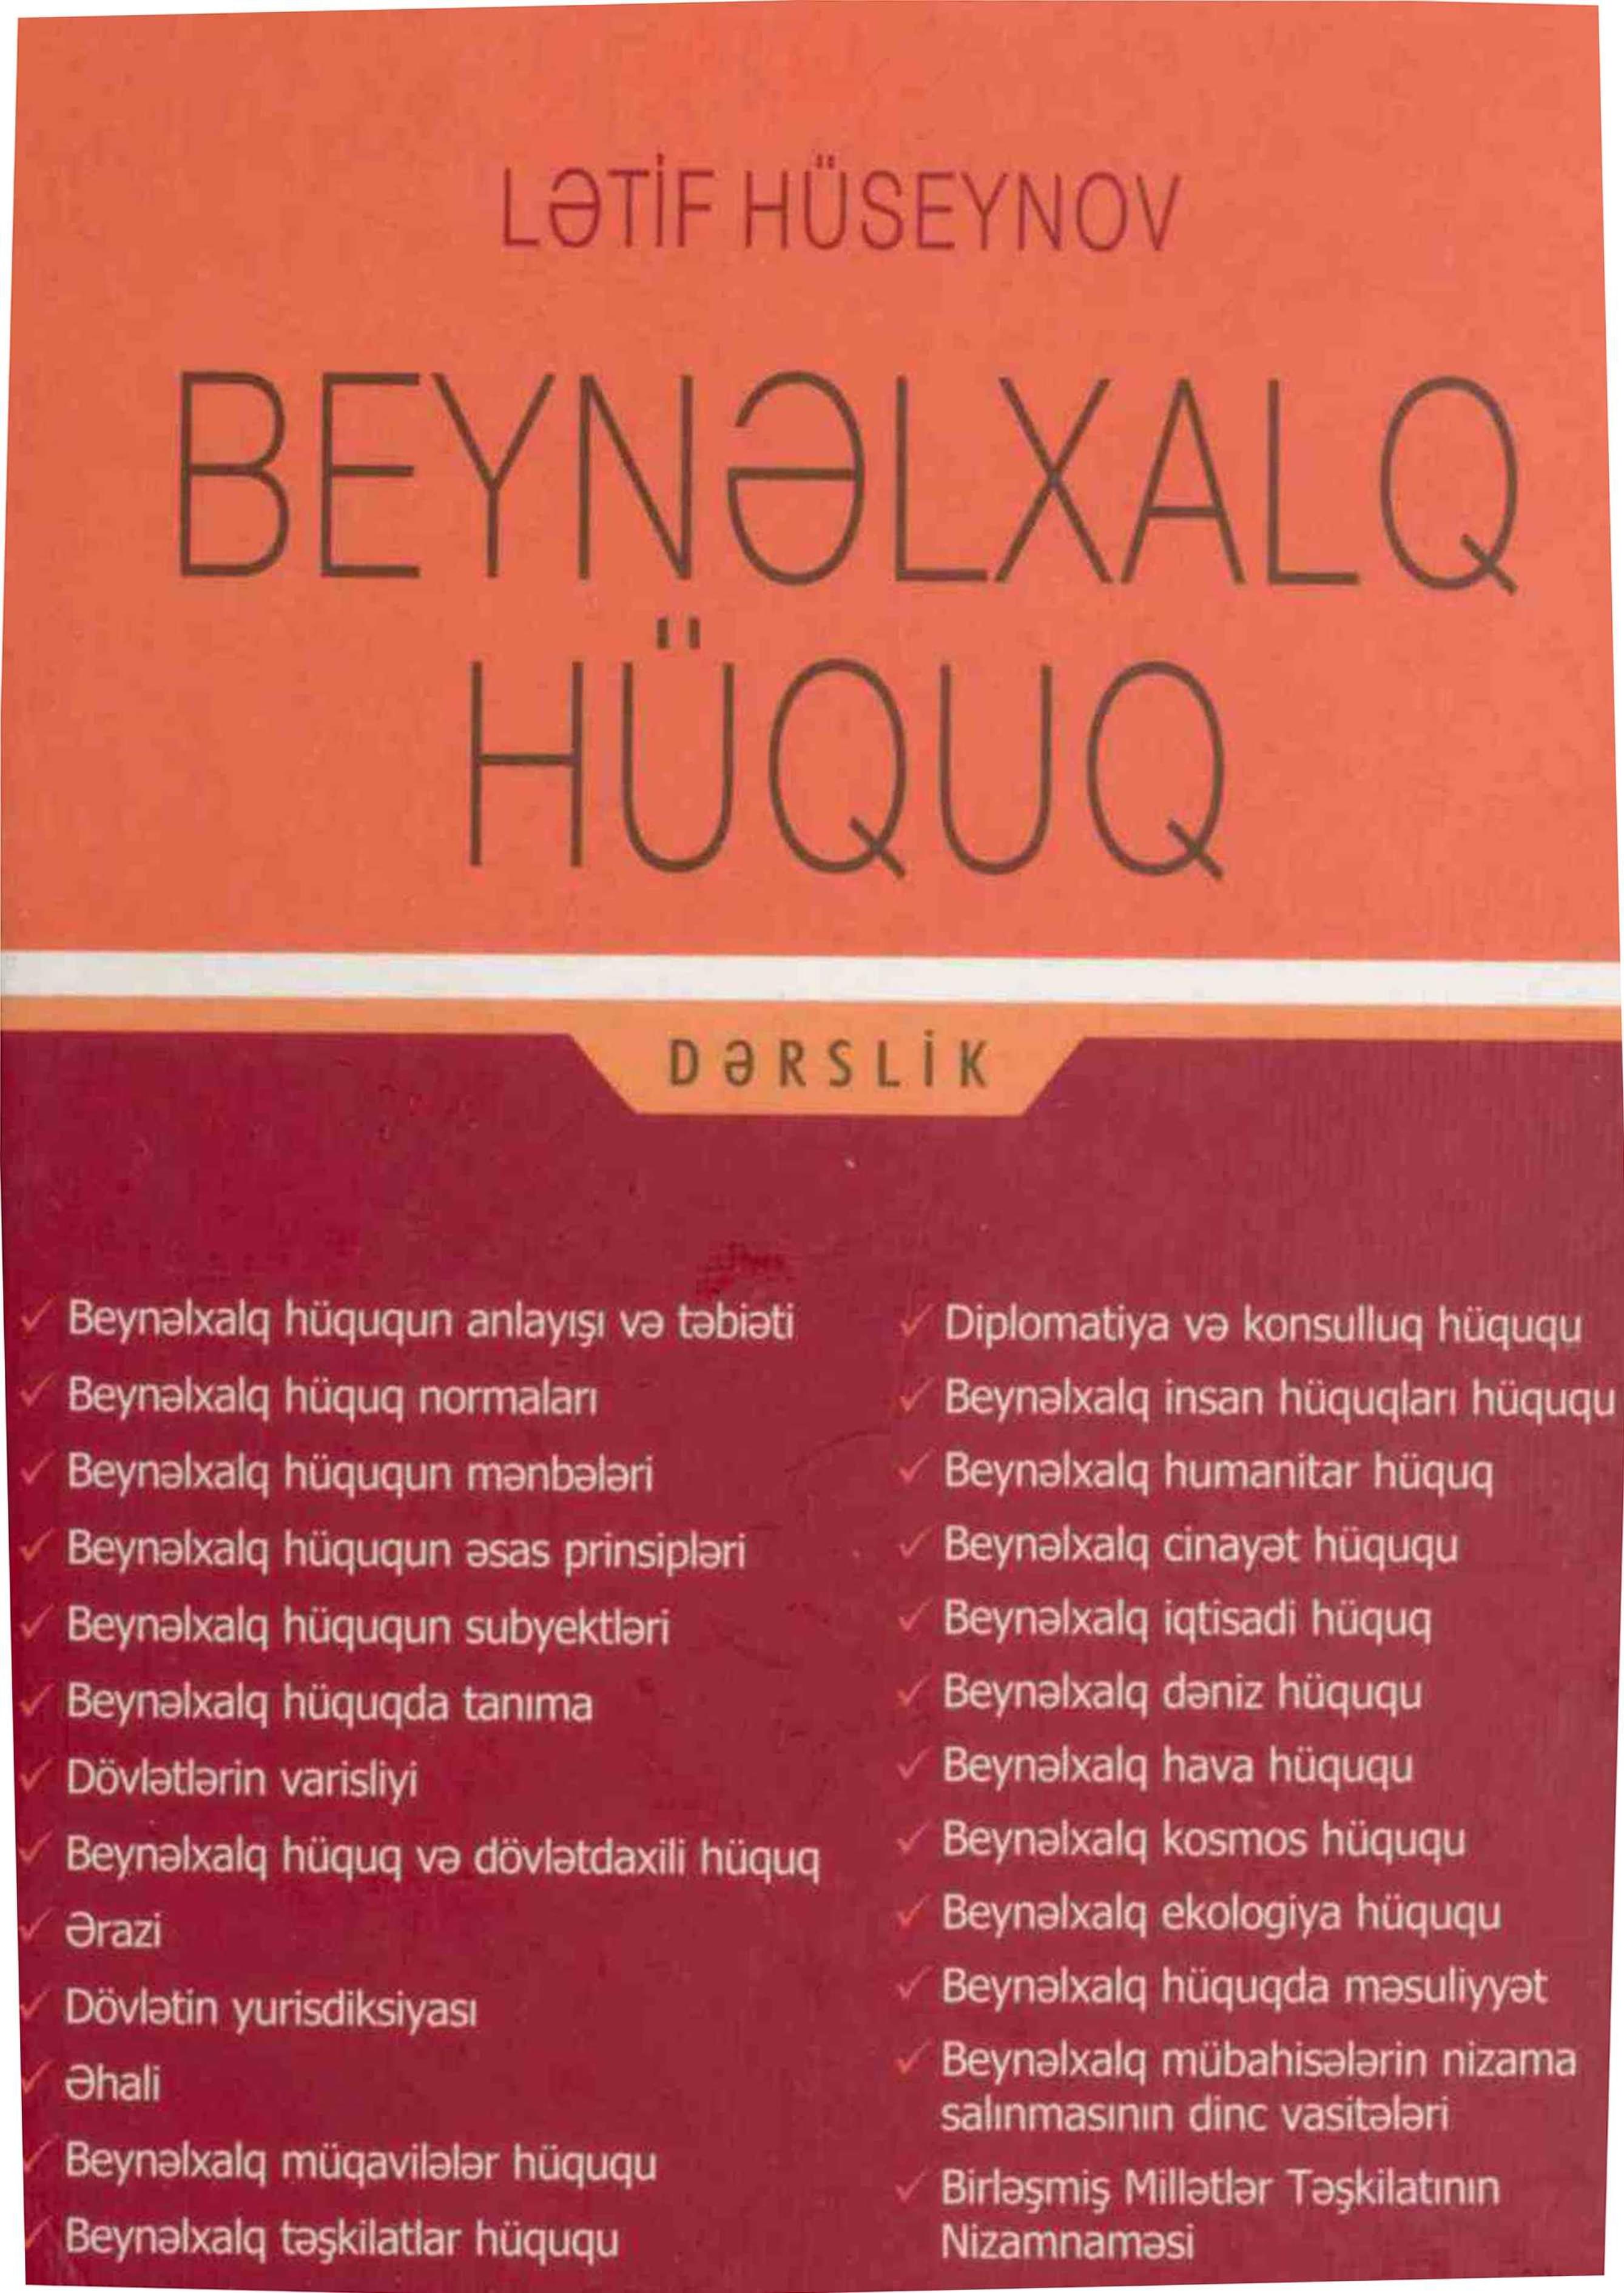 LƏTİF HÜSEYNOV
BEYNƏLXALQ
HÜQUQ
DƏRSLİK
Beynəlxalq hüququn anlayışı və təbiəti
Beynəlxalq hüquq normaları
Beynəlxalq hüququn mənbələri
Beynəlxalq hüququn əsas prinsipləri
Beynəlxalq hüququn subyektləri
Beynəlxalq hüquqda tanıma
Dövlətlərin varisliyi
Beynəlxalq hüquq və dövlətdaxili hüquq
Ərazi
Dövlətin yurisdiksiyası
Əhali
Beynəlxalq müqavilələr hüququ
Beynəlxalq təşkilatlar hüququ
Diplomatiya və konsulluq hüququ
Beynəlxalq insan hüquqları hüququ
Beynəlxalq humanitar hüquq
Beynəlxalq cinayət hüququ
Beynəlxalq iqtisadi hüquq
Beynəlxalq dəniz hüququ
Beynəlxalq hava hüququ
Beynəlxalq kosmos hüququ
Beynəlxalq ekologiya hüququ
Beynəlxalq hüquqda məsuliyyət
Beynəlxalq mübahisələrin nizama
salınmasının dinc vasitələri
Birləşmiş Millətlər Təşkilatının
Nizamnaməsi